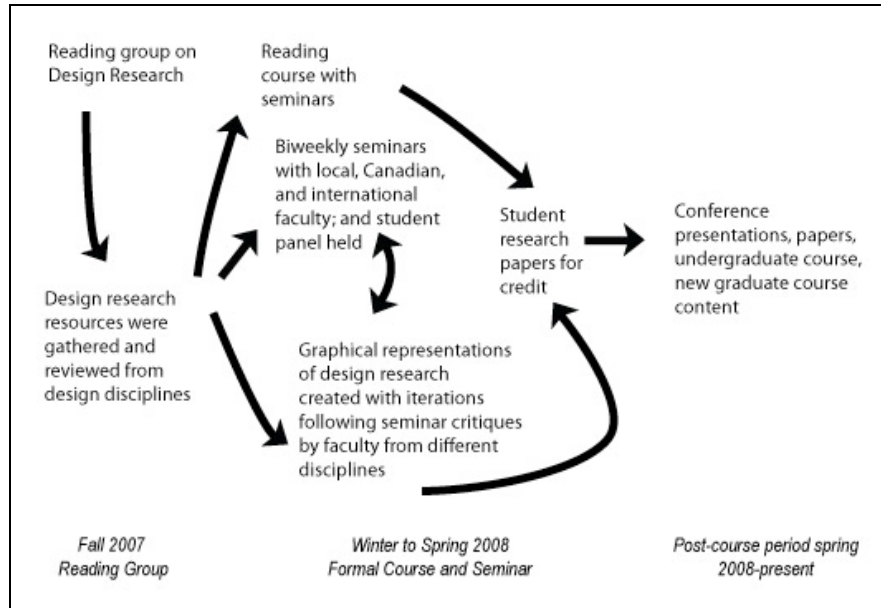 Reading group on
Design Research
Reading
course with
seminars
Biweekly seminars
with local, Canadian,
and international
faculty; and student
panel held
Student
research
papers for
credit
Conference
presentations, papers,
undergraduate course,
new graduate course
content
Design research
resources were
gathered and
reviewed from
design disciplines
Graphical representations
of design research
created with iterations
following seminar critiques
by faculty from different
disciplines
Fall 2007
Reading Group
Winter to Spring 2008
Formal Course and Seminar
Post-course period spring
2008-present